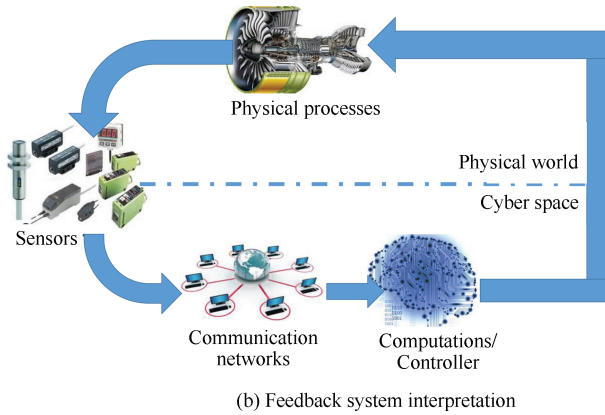 Physical processes
Physical world
Cyber space
Sensors
Communication
networks
Computations/
Controller
(b) Feedback system interpretation